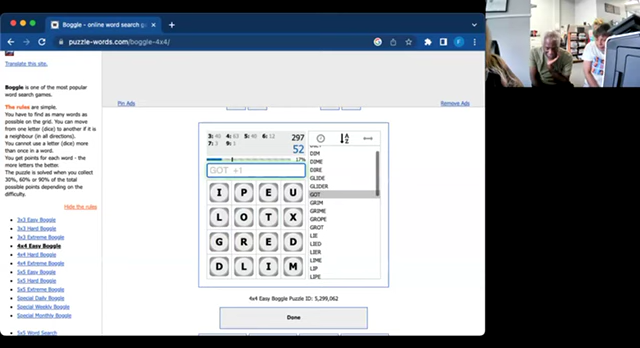 Boggle - online word search g
puzzle-words.com/boggle-4x4/
Translate this site.
Boggle is one of the most popular
word search games.
The rules are simple.
You have to find as many words as
possible on the grid. You can move
from one letter (dice) to another if it is
a neighbour (in all directions).
You cannot use a letter (dice) more
than once in a word.
You get points for each word - the
more letters the better.
The puzzle is solved when you collect
30%, 60% or 90% of the total
possible points depending on the
difficulty.
Hide the rules
3x3 Easy Boggle
3x3 Hard Boggle
3x3 Extreme Boggle
4x4 Easy Boggle
4x4 Hard Boggle
4x4 Extreme Boggle
5x5 Easy Boggle
5x5 Hard Boggle
5x5 Extreme Boggle
Special Daily Boggle
Special Weekly Boggle
Special Monthly Boggle
5x5 Word Search
Pin Ads
Remove Ads
297
52
17%
GOT +1
I P E U
L O T X
G R E D
D L I M
DIM
DIME
DIRE
GLIDE
GLIDER
GOT
GRIM
GRIME
GROPE
GROT
LIE
LIED
LIER
LIME
LIP
LIPE
4x4 Easy Boggle Puzzle ID: 5,299,062
Done